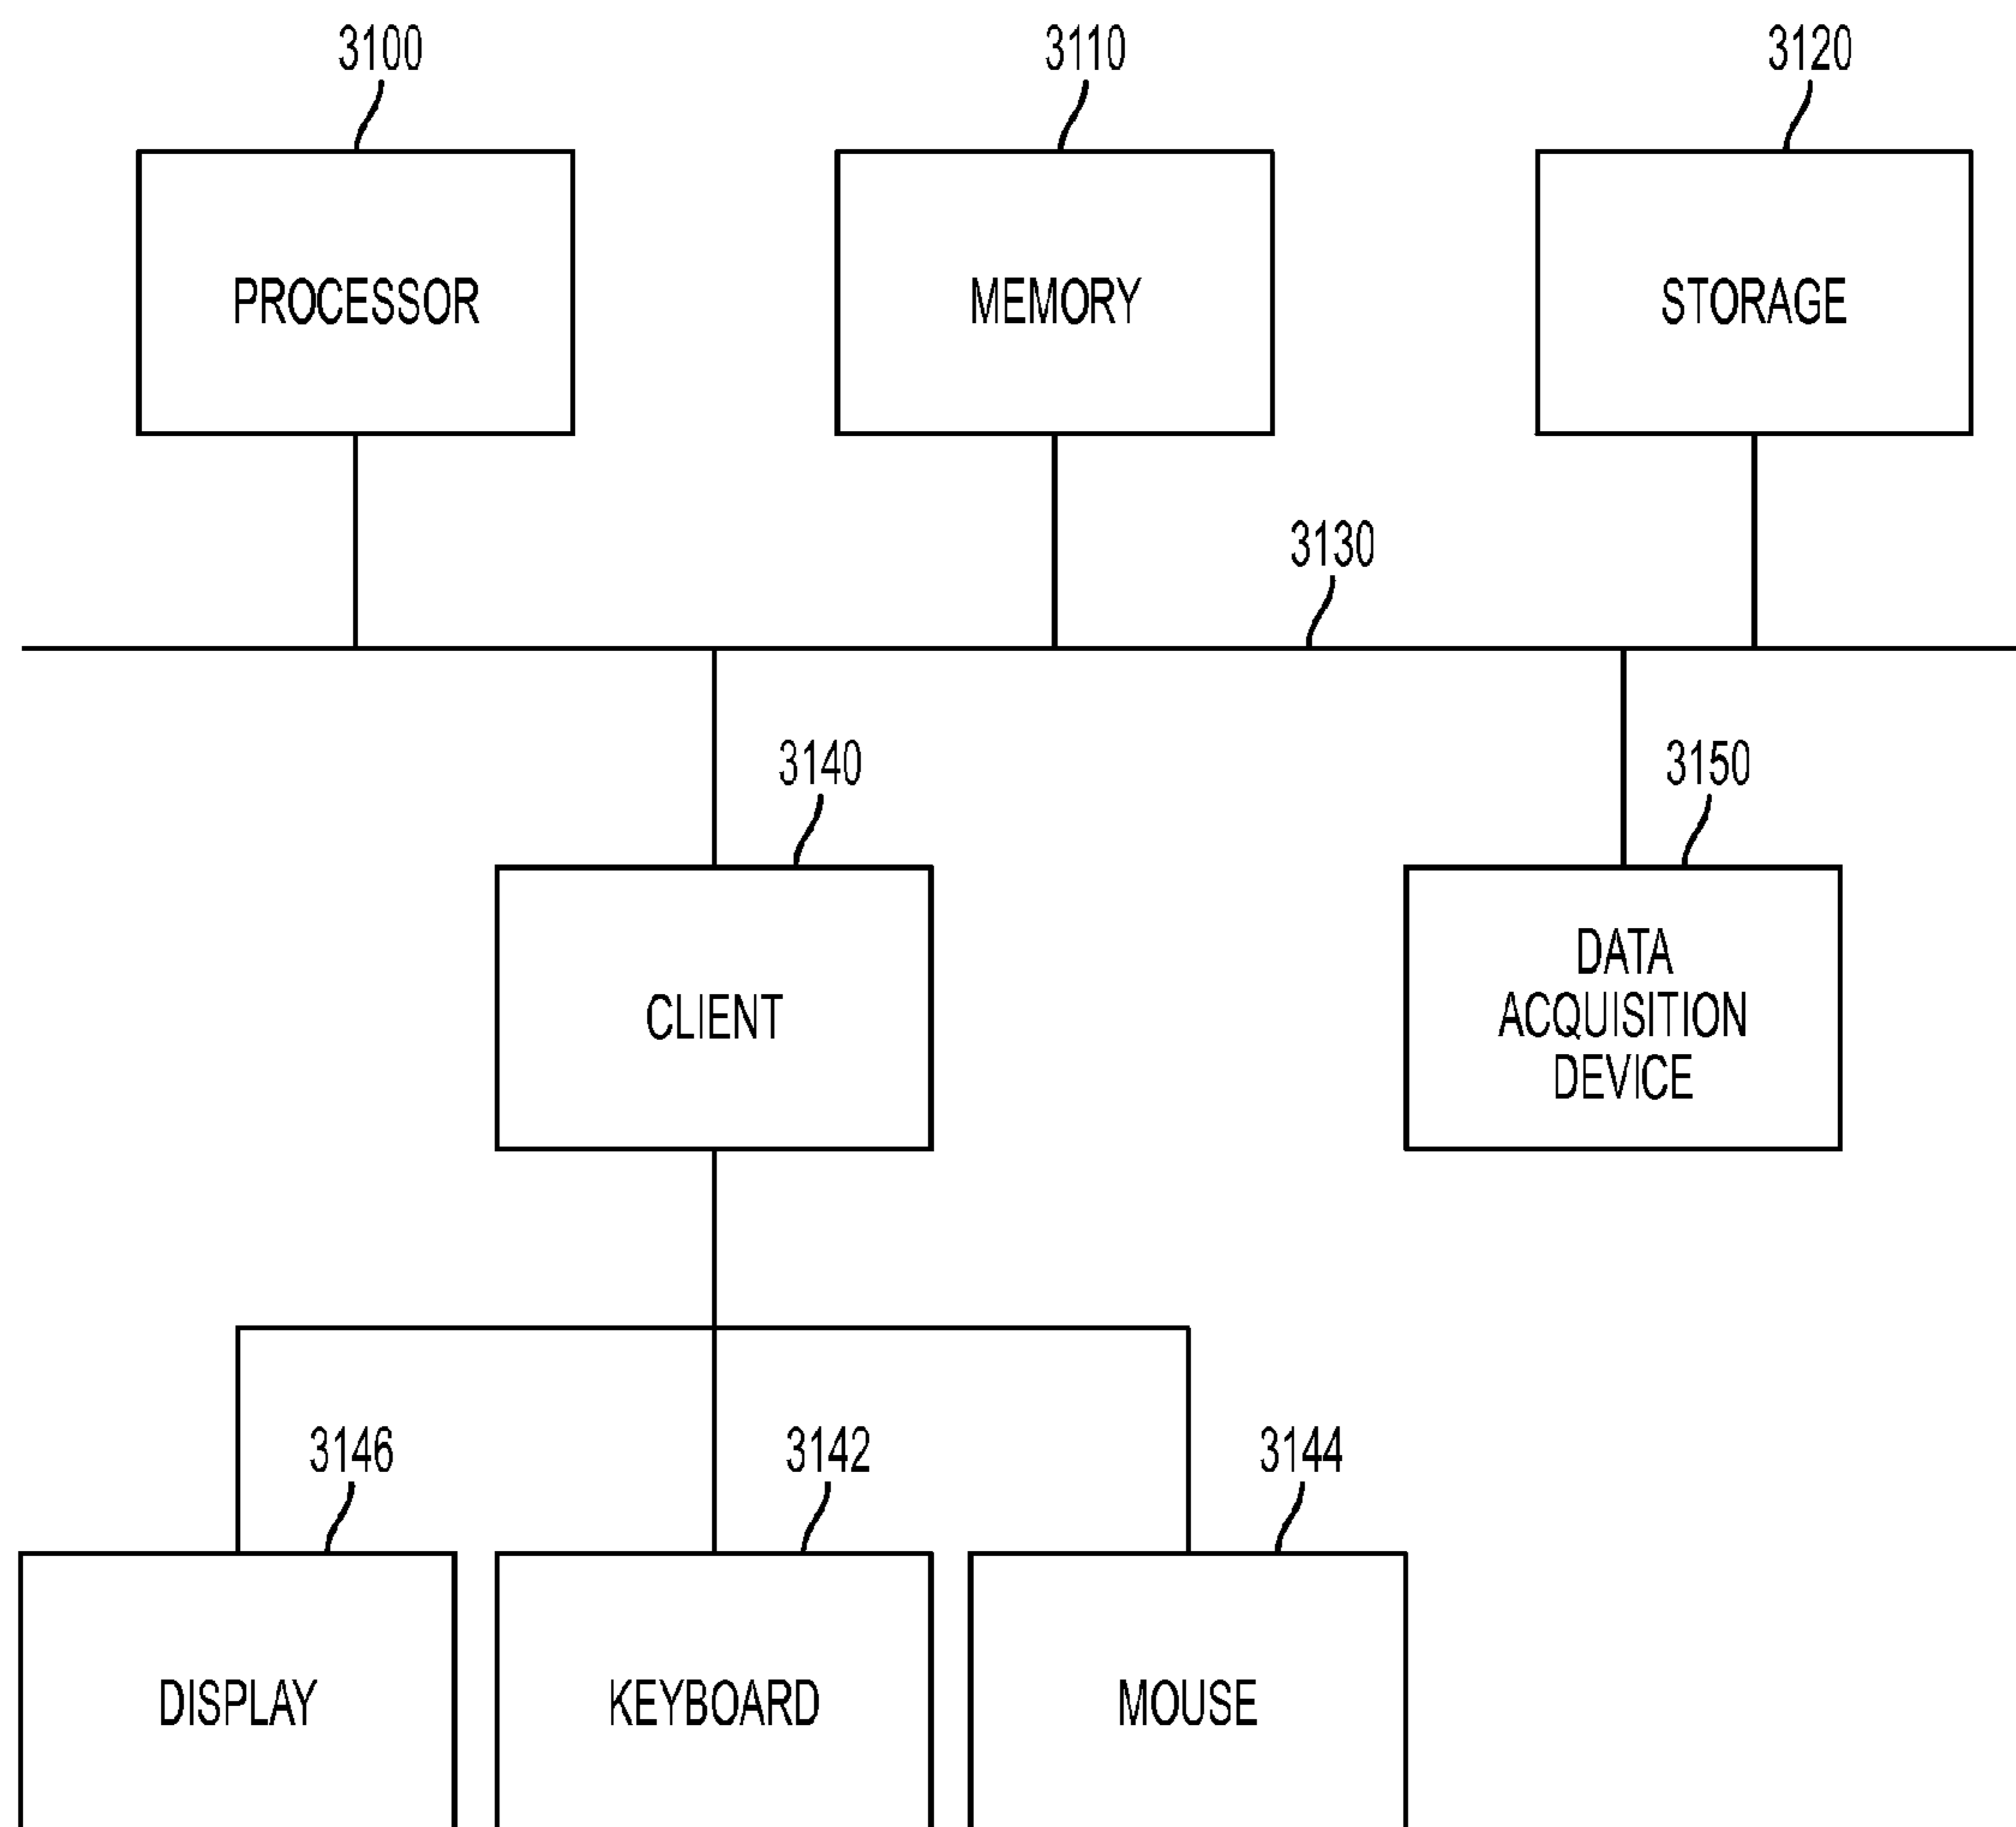 3100
3110
3120
PROCESSOR
MEMORY
STORAGE
3130
3140
3150
CLIENT
DATA
ACQUISITION
DEVICE
3146
3142
3144
DISPLAY
KEYBOARD
MOUSE